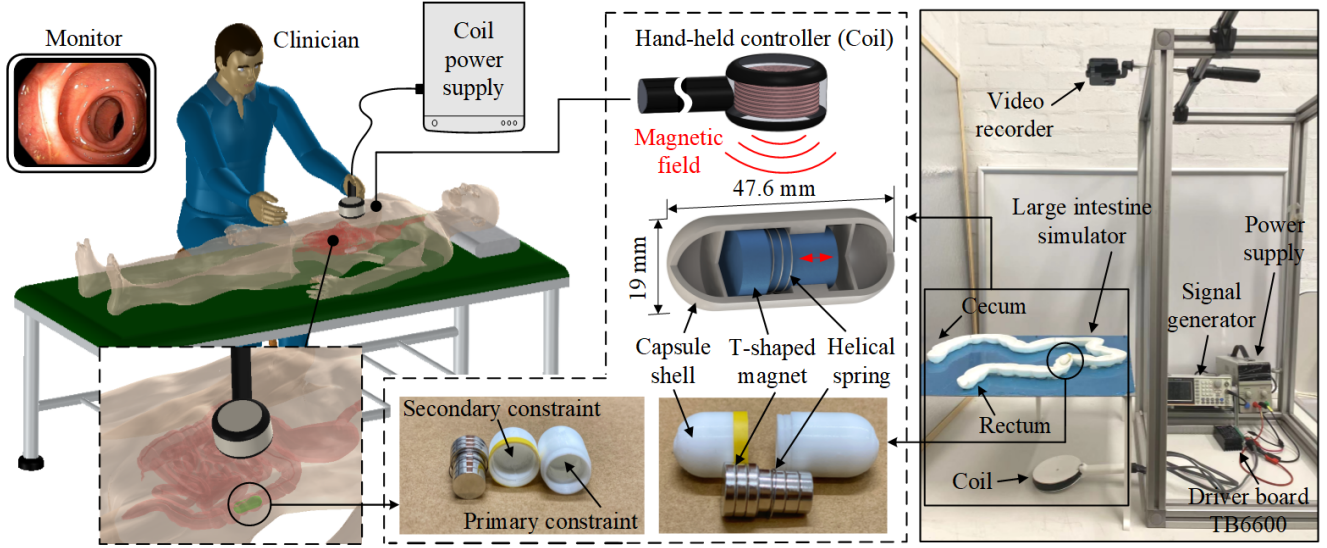 Monitor
Clinician
Coil
power
supply
Hand-held controller (Coil)
Magnetic
field
47.6 mm
19 mm
Capsule
shell
T-shaped
magnet
Helical
spring
Secondary constraint
Primary constraint
Video
recorder
Large intestine
simulator
Power
supply
Signal
generator
Cecum
Rectum
Coil
Driver board
TB6600